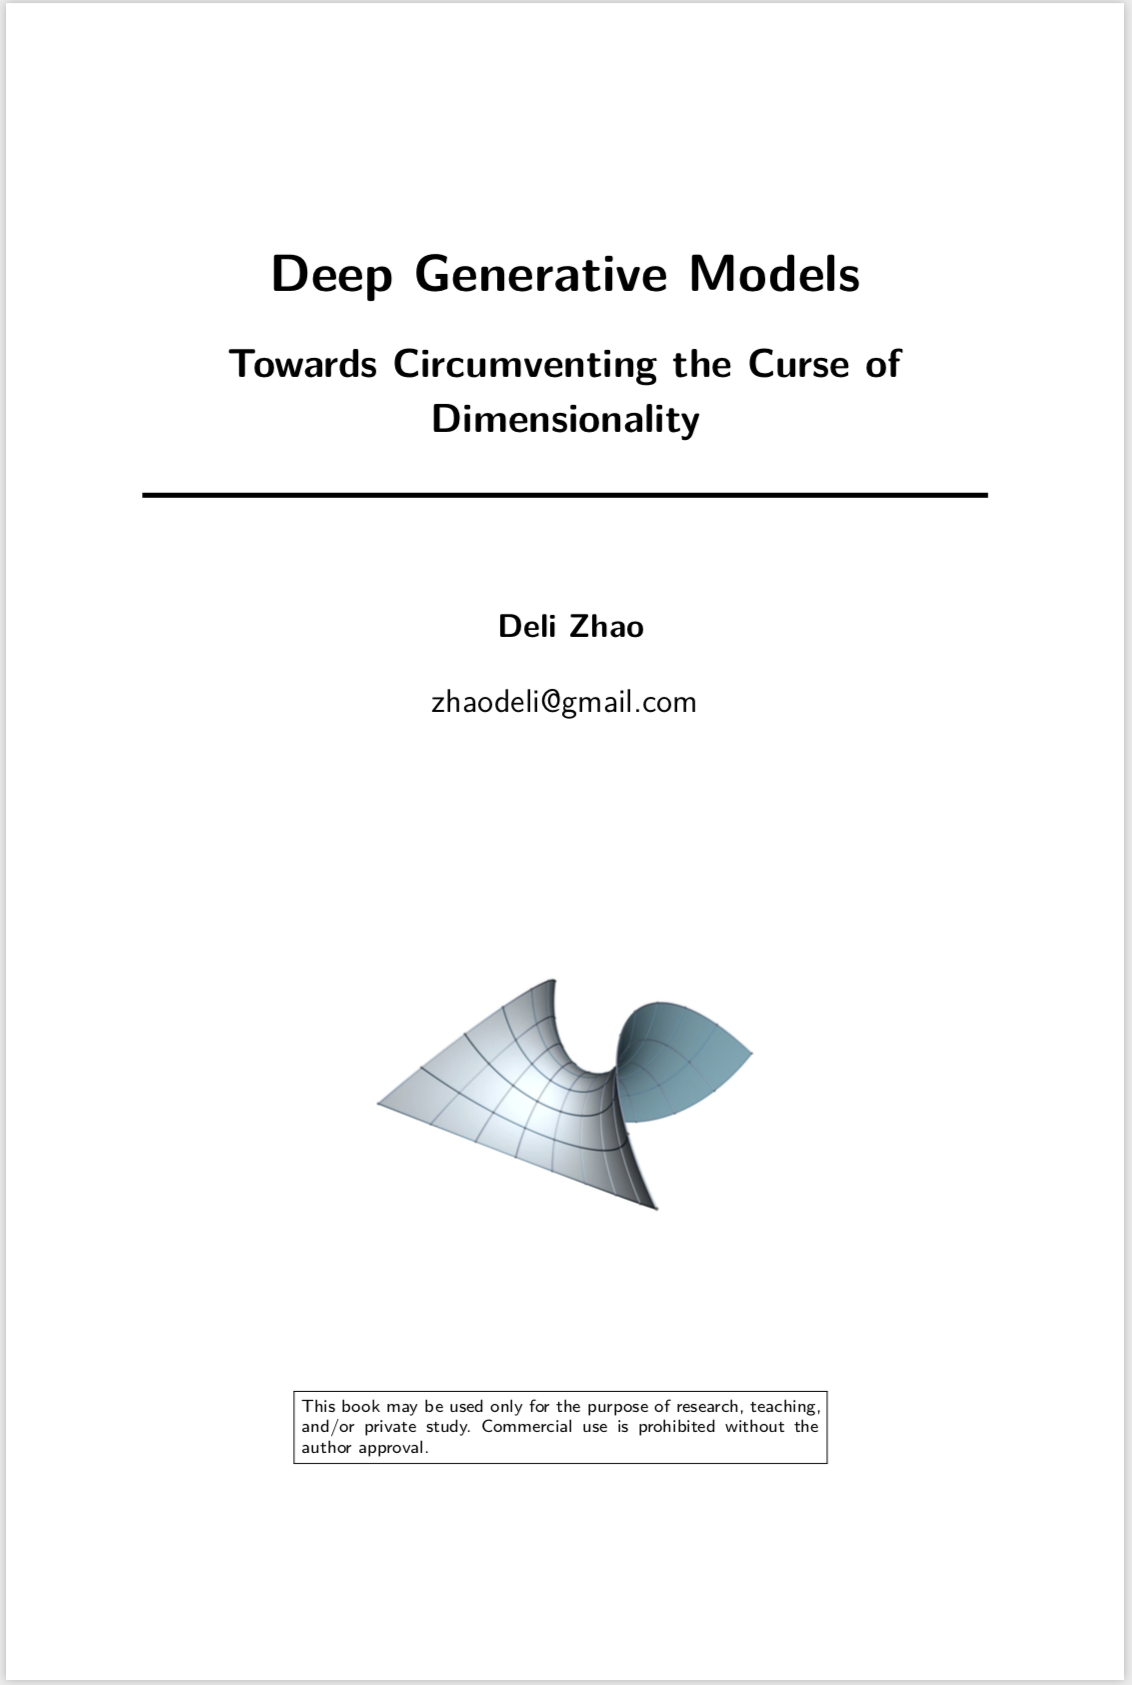 Deep Generative Models
Towards Circumventing the Curse of
Dimensionality
Deli Zhao
zhaodeli@gmail.com
This book may be used only for the purpose of research, teaching,
and/or private study. Commercial use is prohibited without the
author approval.